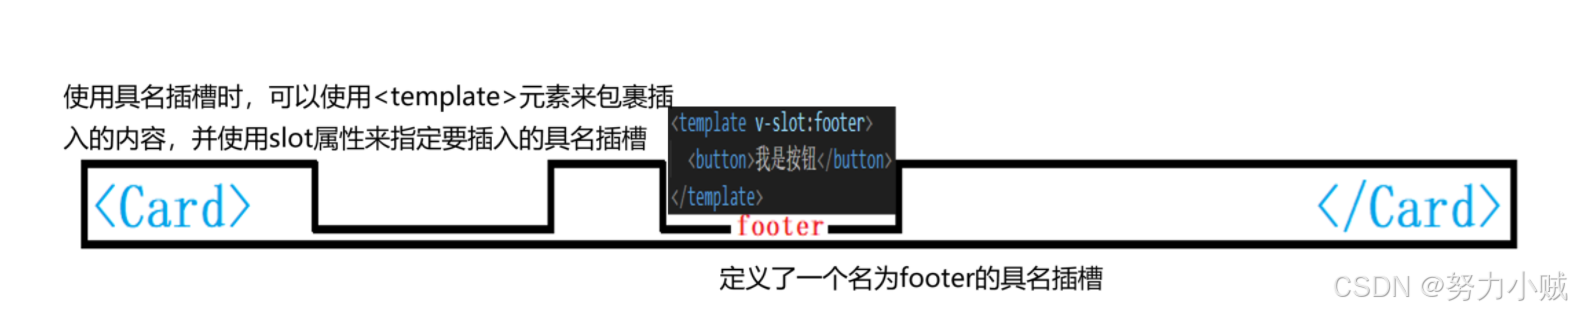 使用具名插槽时，可以使用<template>元素来包裹插
入的内容，并使用slot属性来指定要插入的具名插槽
<template v-slot:footer>
<button>我是按钮</button>
</template>
<Card>
</Card>
footer
定义了一个名为footer的具名插槽
CSDN @努力小贼